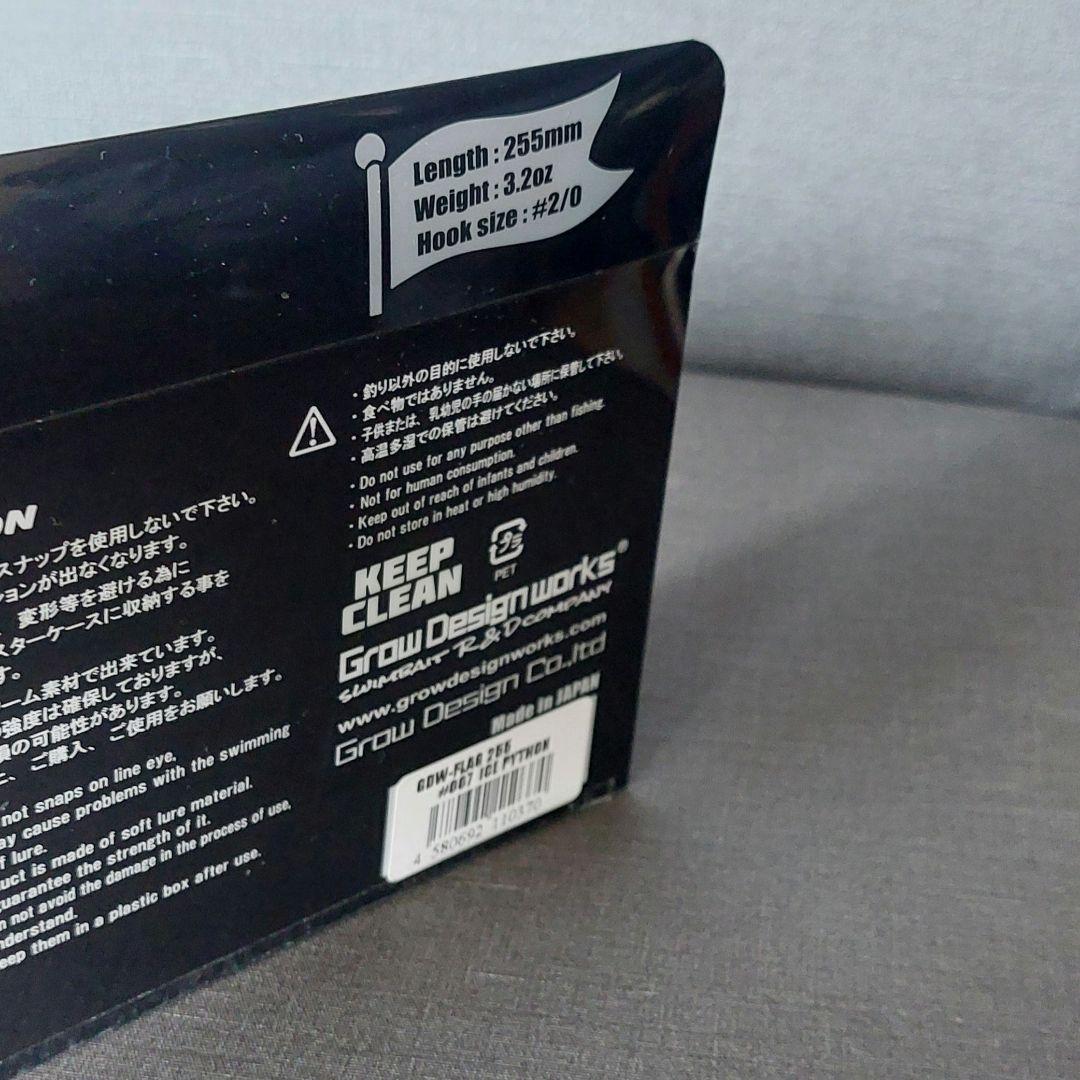 Length : 255mm
Weight : 3.2oz
Hook size : #2/0
・釣り以外の目的に使用しないで下さい。
・食べ物ではありません。
・子供または、乳幼児の手の届かない場所に保管して下さい。
・高温多湿での保管は避けてください。
・Do not use for any purpose other than fishing.
・Not for human consumption.
・Keep out of reach of infants and children.
・Do not store in heat or high humidity.
KEEP
CLEAN
PET
Grow Design works®
SWIMBAIT R&D COMPANY
www.growdesignworks.com
Grow Design Co.,ltd
Made in JAPAN
GDW-FLAG 255
#007 ICE PYTHON
4 580692 110370
ON
スナップを使用しないで下さい。
ションが出なくなります。
変形等を避ける為に
スターケースに収納する事を
す。
ーム素材で出来ています。
強度は確保しておりますが、
損の可能性があります。
ご購入、ご使用をお願いします。
not snaps on line eye,
ay cause problems with the swimming
f lure.
uct is made of soft lure material.
guarantee the strength of it.
n not avoid the damage in the process of use.
nderstand.
eep them in a plastic box after use.